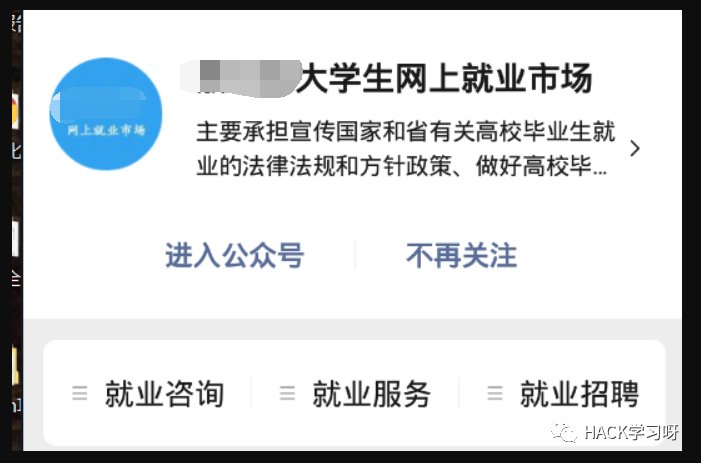 大学生网上就业市场
网上就业市场
主要承担宣传国家和省有关高校毕业生就
业的法律法规和方针政策、做好高校毕...
进入公众号
不再关注
就业咨询
就业服务
就业招聘
HACK学习呀